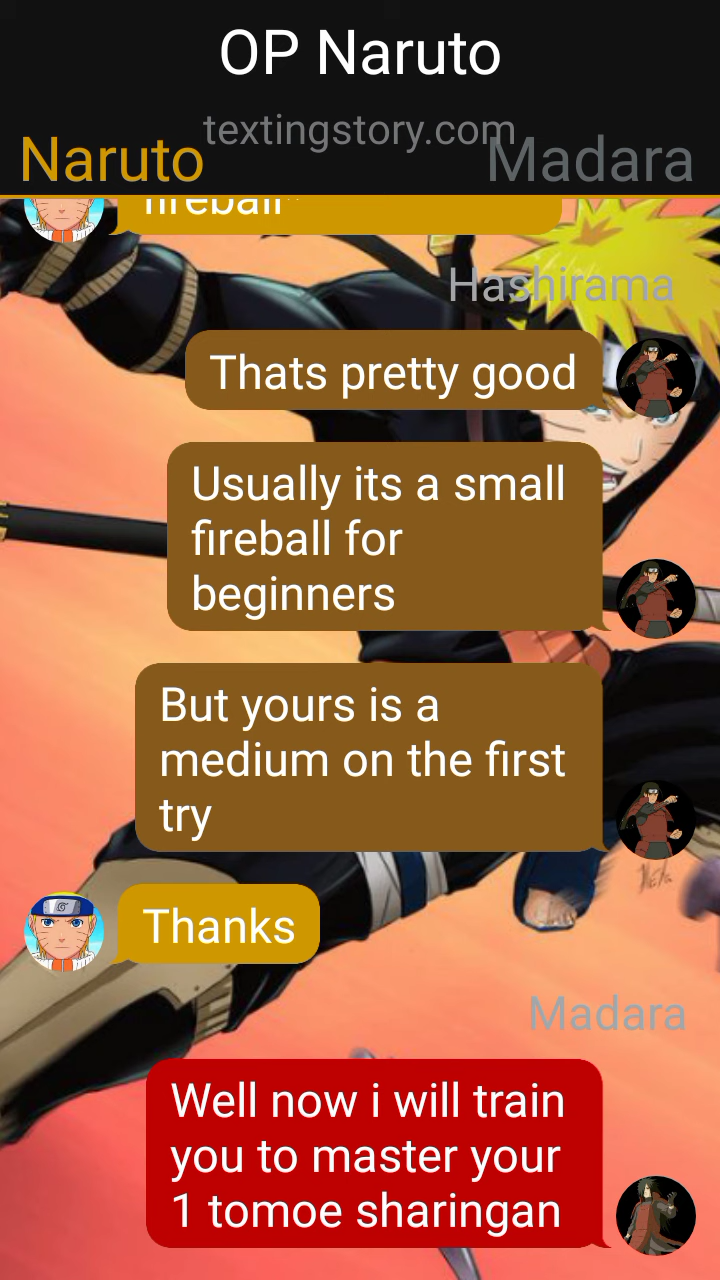 OP Naruto
textingstory.com
Naruto
Madara
fireball*
Hashirama
Thats pretty good
Usually its a small
fireball for
beginners
But yours is a
medium on the first
try
Thanks
Madara
Well now i will train
you to master your
1 tomoe sharingan